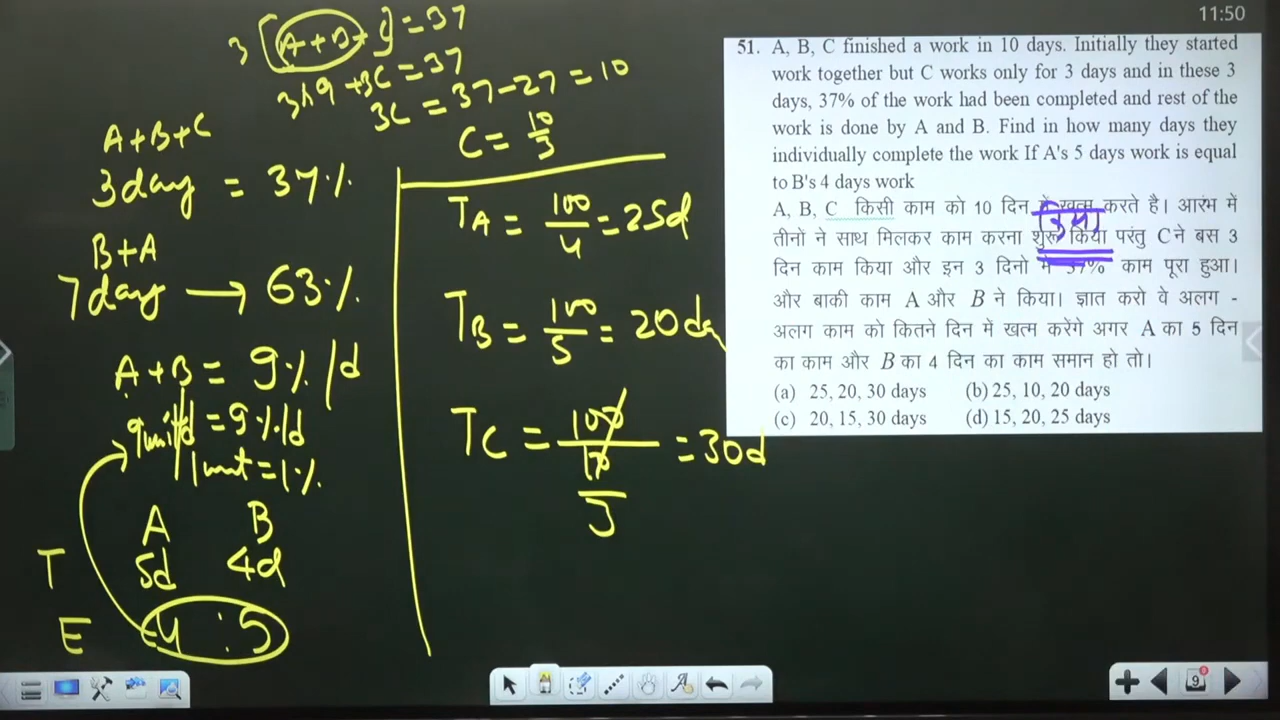 11:50
3 [A+B+C] = 37
3×9 + 3C = 37
3C = 37-27 = 10
C = 10/3
A+B+C
3day = 37%
B+A
7day → 63%
A+B = 9% /d
9unit/d = 9%/d
1 unit = 1%
A B
T 5d 4d
E 4 : 5
TA = 100/4 = 25d
TB = 100/5 = 20day
TC = 100/10/3 = 30d
51. A, B, C finished a work in 10 days. Initially they started
work together but C works only for 3 days and in these 3
days, 37% of the work had been completed and rest of the
work is done by A and B. Find in how many days they
individually complete the work If A's 5 days work is equal
to B's 4 days work
A, B, C किसी काम को 10 दिन में खत्म करते है। आरंभ में
तीनों ने साथ मिलकर काम करना शुरू किया परंतु C ने बस 3
दिन काम किया और इन 3 दिनो मे 37% काम पूरा हुआ।
और बाकी काम A और B ने किया। ज्ञात करो वे अलग -
अलग काम को कितने दिन में खत्म करेंगे अगर A का 5 दिन
का काम और B का 4 दिन का काम समान हो तो।
(a) 25, 20, 30 days (b) 25, 10, 20 days
(c) 20, 15, 30 days (d) 15, 20, 25 days
9